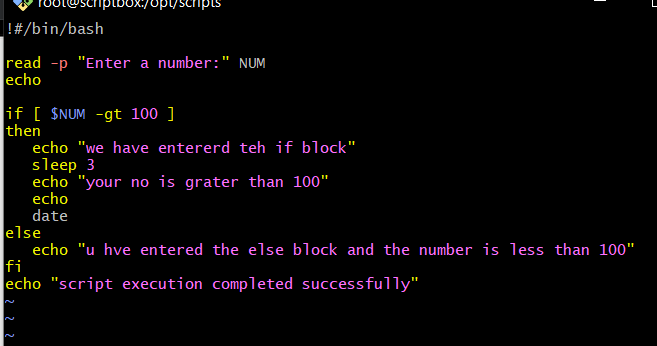 root@scriptbox:/opt/scripts
!#/bin/bash

read -p "Enter a number:" NUM
echo

if [ $NUM -gt 100 ]
then
   echo "we have entererd teh if block"
   sleep 3
   echo "your no is grater than 100"
   echo
   date
else
   echo "u hve entered the else block and the number is less than 100"
fi
echo "script execution completed successfully"
~
~
~